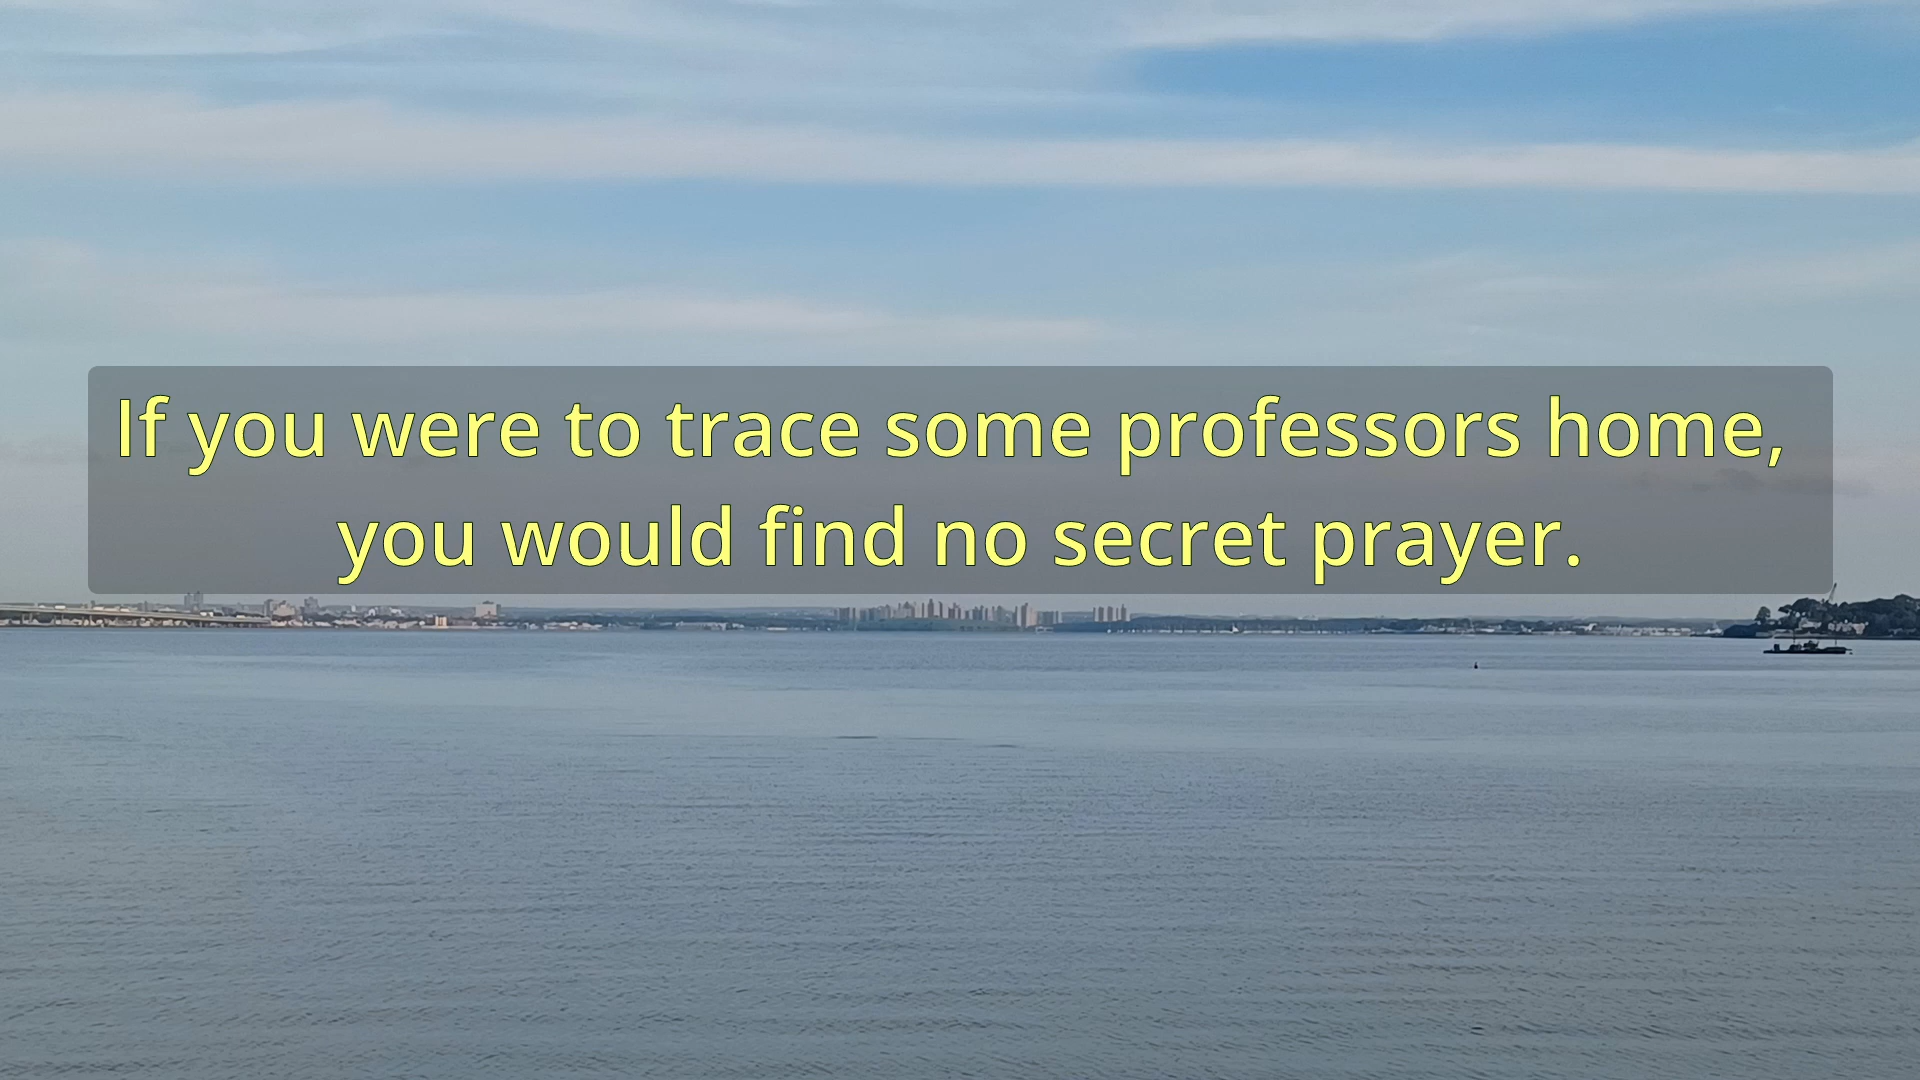 If you were to trace some professors home,
you would find no secret prayer.